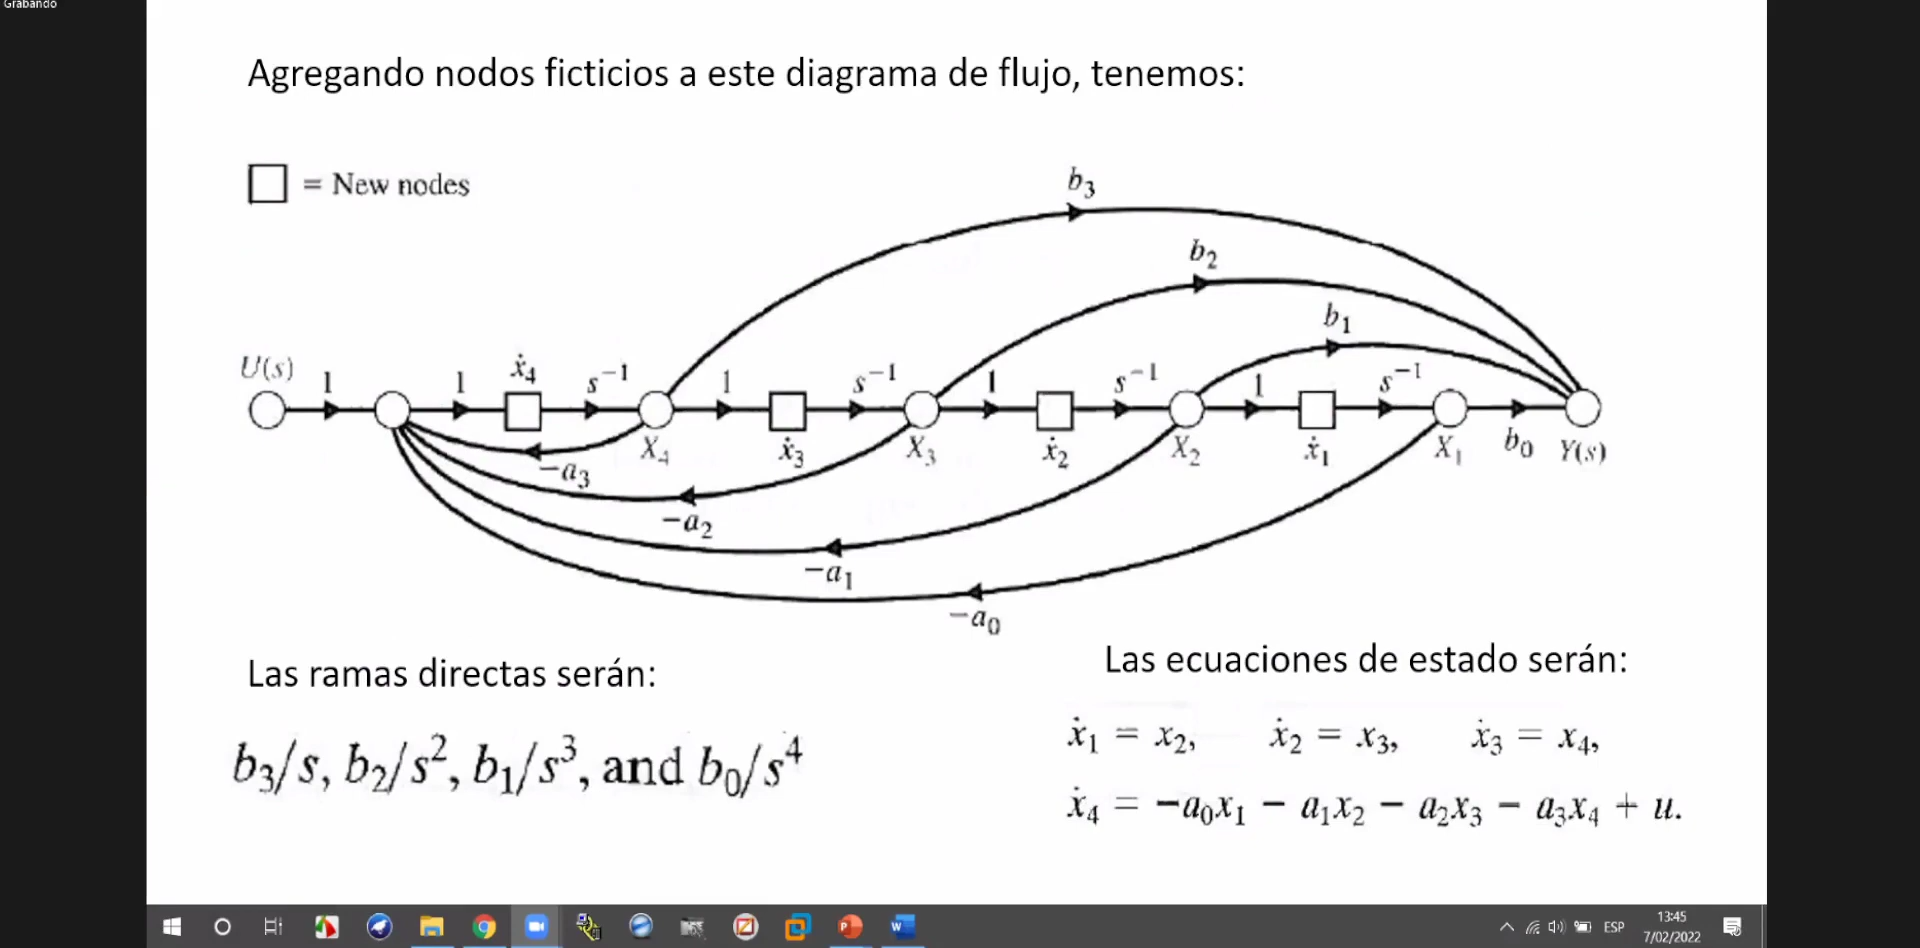 Grabando
Agregando nodos ficticios a este diagrama de flujo, tenemos:
= New nodes
b₃
b₂
b₁
U(s) 1 1 ẋ₄ s⁻¹ 1 s⁻¹ 1 s⁻¹ 1 s⁻¹
X₄ ẋ₃ X₃ ẋ₂ X₂ ẋ₁ X₁ b₀ Y(s)
−a₃
−a₂
−a₁
−a₀
Las ramas directas serán:
b₃/s, b₂/s², b₁/s³, and b₀/s⁴
Las ecuaciones de estado serán:
ẋ₁ = x₂, ẋ₂ = x₃, ẋ₃ = x₄,
ẋ₄ = −a₀x₁ − a₁x₂ − a₂x₃ − a₃x₄ + u.
ESP
13:45
7/02/2022